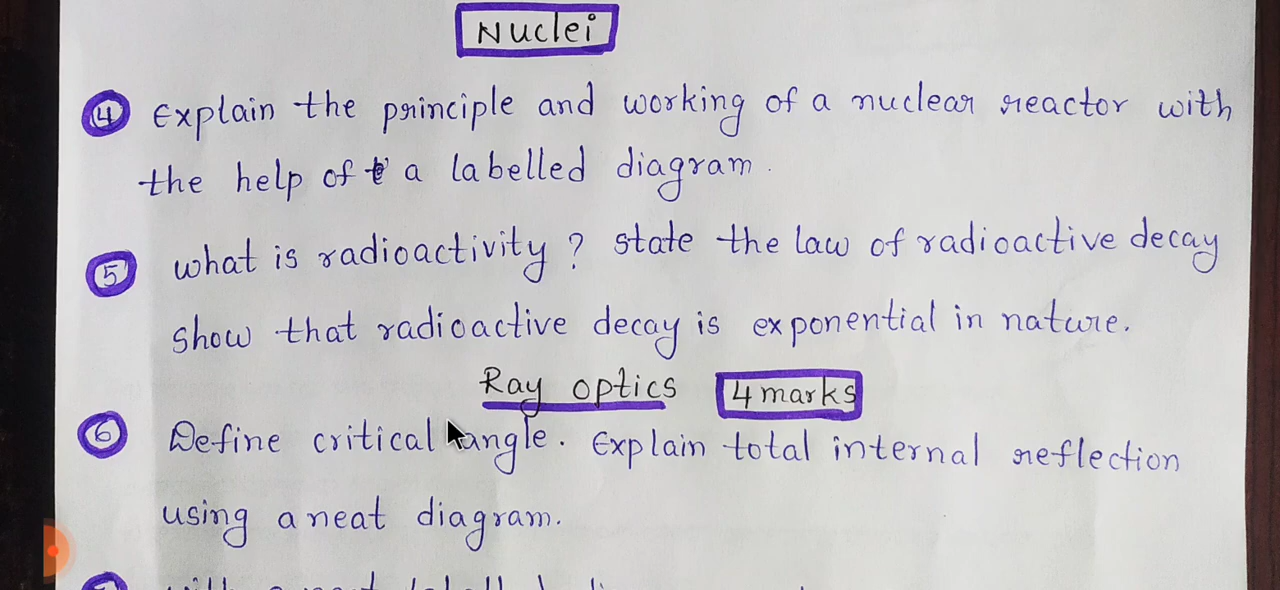 Nuclei
4 Explain the principle and working of a nuclear reactor with
the help of a labelled diagram.
5 what is radioactivity ? state the law of radioactive decay
show that radioactive decay is exponential in nature.
Ray optics 4 marks
6 Define critical angle. Explain total internal reflection
using a neat diagram.